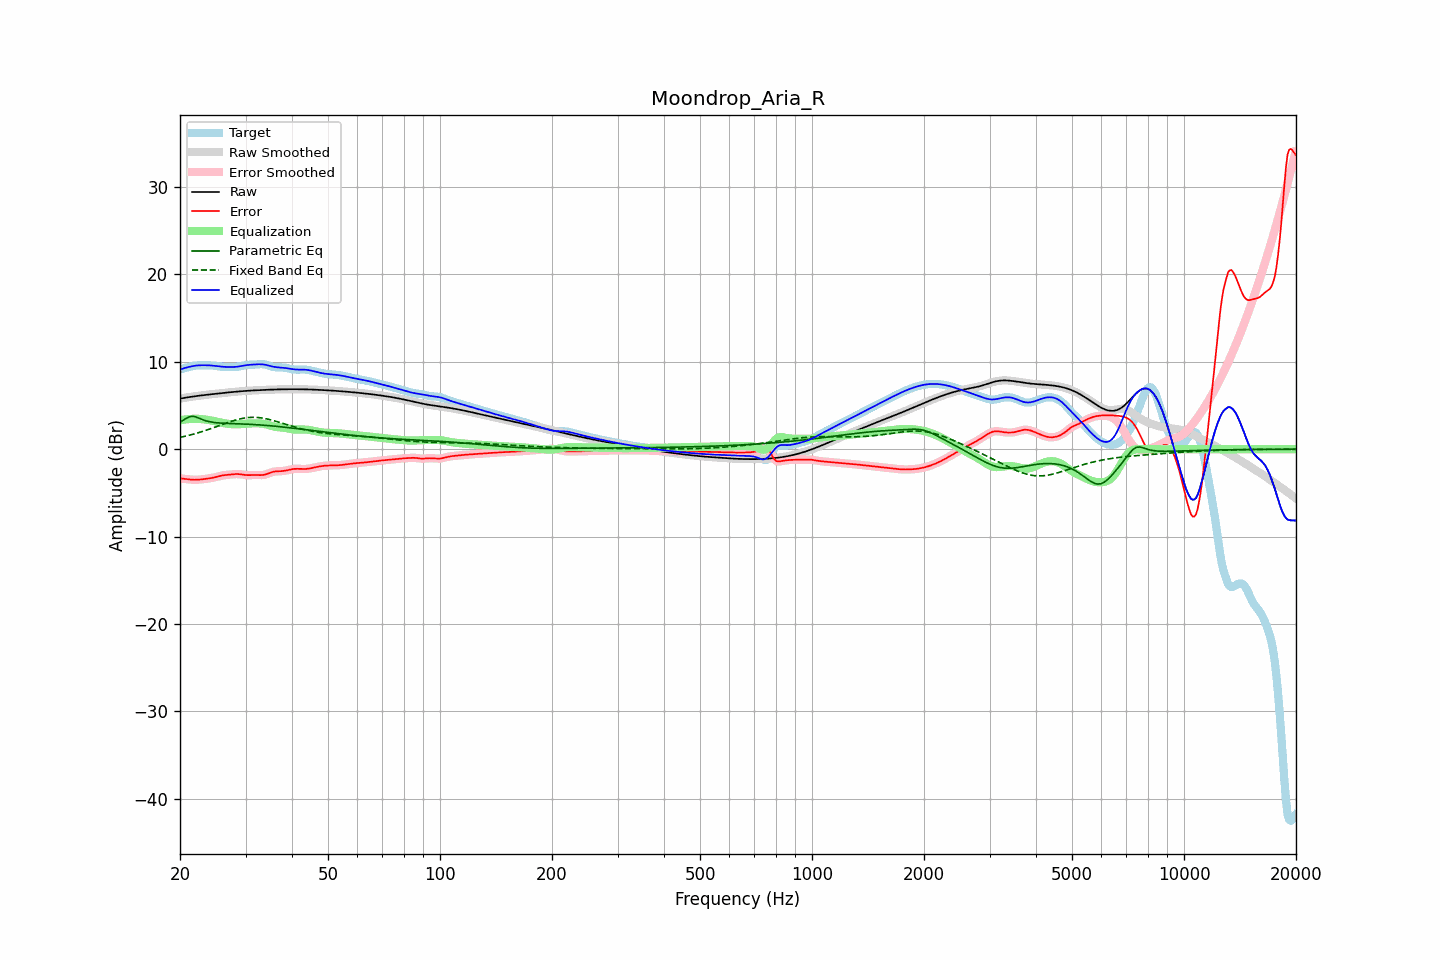 Moondrop_Aria_R
Target
Raw Smoothed
Error Smoothed
Raw
Error
Equalization
Parametric Eq
Fixed Band Eq
Equalized
30
20
10
0
−10
−20
−30
−40
Amplitude (dBr)
20 50 100 200 500 1000 2000 5000 10000 20000
Frequency (Hz)